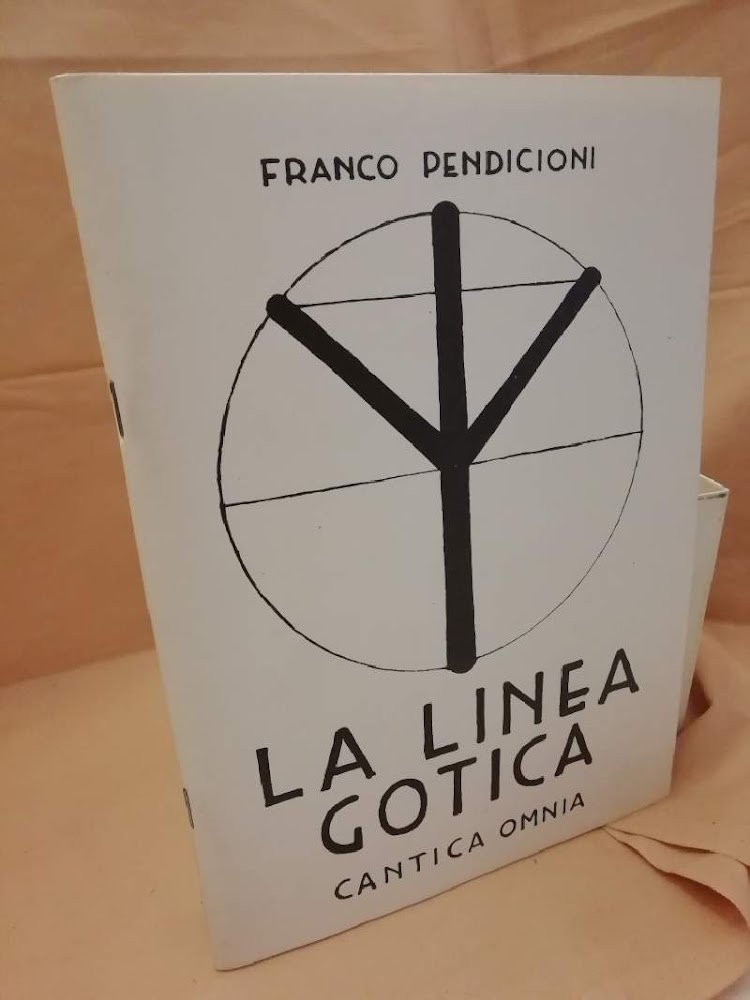 FRANCO PENDICIONI
LA LINEA
GOTICA
CANTICA OMNIA